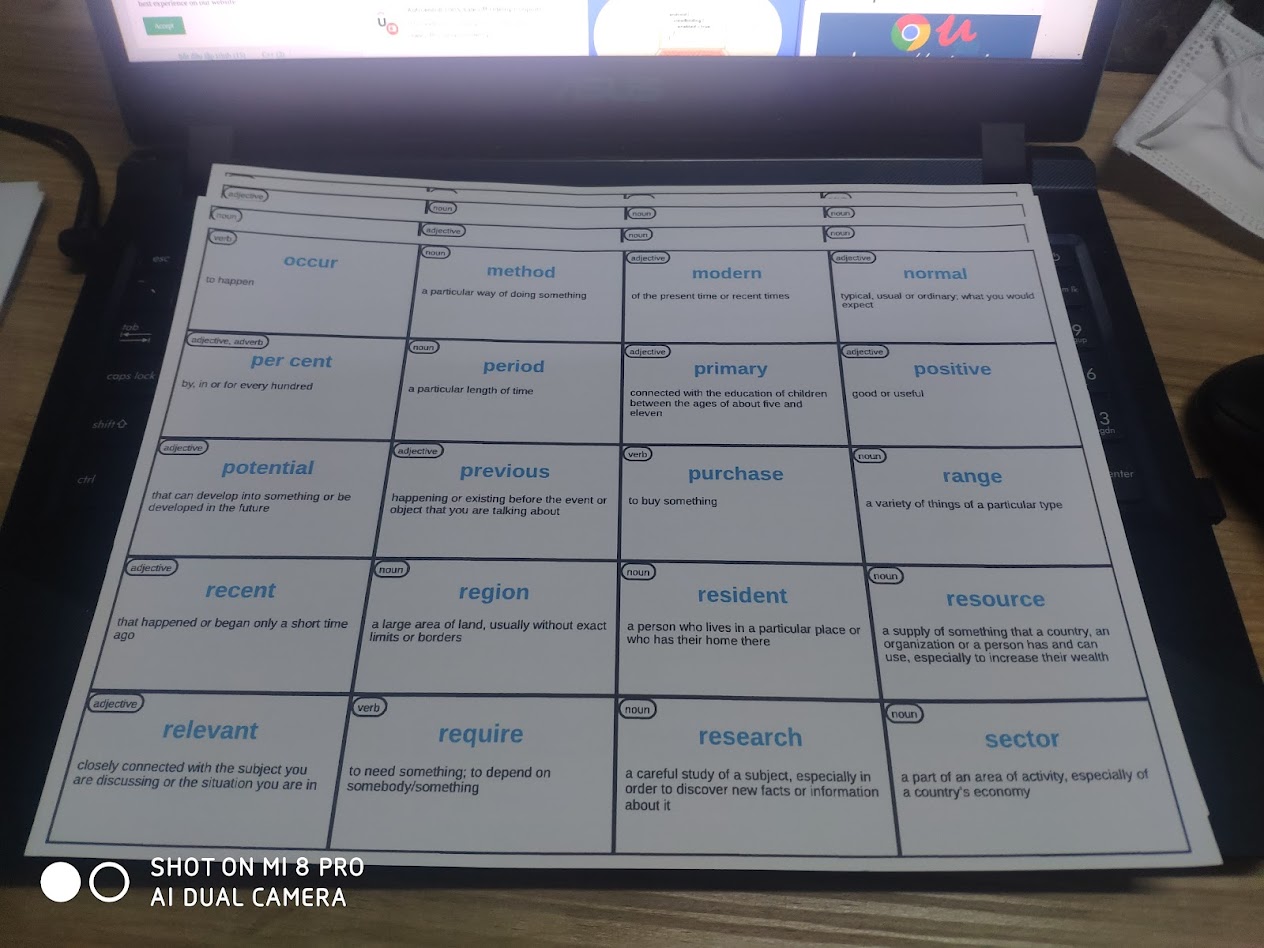 best experience on our website
Accept
adjective
noun
noun
noun
noun
adjective
noun
noun
verb
occur
to happen
noun
method
a particular way of doing something
adjective
modern
of the present time or recent times
adjective
normal
typical, usual or ordinary; what you would
expect
adjective, adverb
per cent
by, in or for every hundred
noun
period
a particular length of time
adjective
primary
connected with the education of children
between the ages of about five and
eleven
adjective
positive
good or useful
adjective
potential
that can develop into something or be
developed in the future
adjective
previous
happening or existing before the event or
object that you are talking about
verb
purchase
to buy something
noun
range
a variety of things of a particular type
adjective
recent
that happened or began only a short time
ago
noun
region
a large area of land, usually without exact
limits or borders
noun
resident
a person who lives in a particular place or
who has their home there
noun
resource
a supply of something that a country, an
organization or a person has and can
use, especially to increase their wealth
adjective
relevant
closely connected with the subject you
are discussing or the situation you are in
verb
require
to need something; to depend on
somebody/something
noun
research
a careful study of a subject, especially in
order to discover new facts or information
about it
noun
sector
a part of an area of activity, especially of
a country's economy
esc
tab
caps lock
shift
ctrl
9
6
3
enter
SHOT ON MI 8 PRO
AI DUAL CAMERA